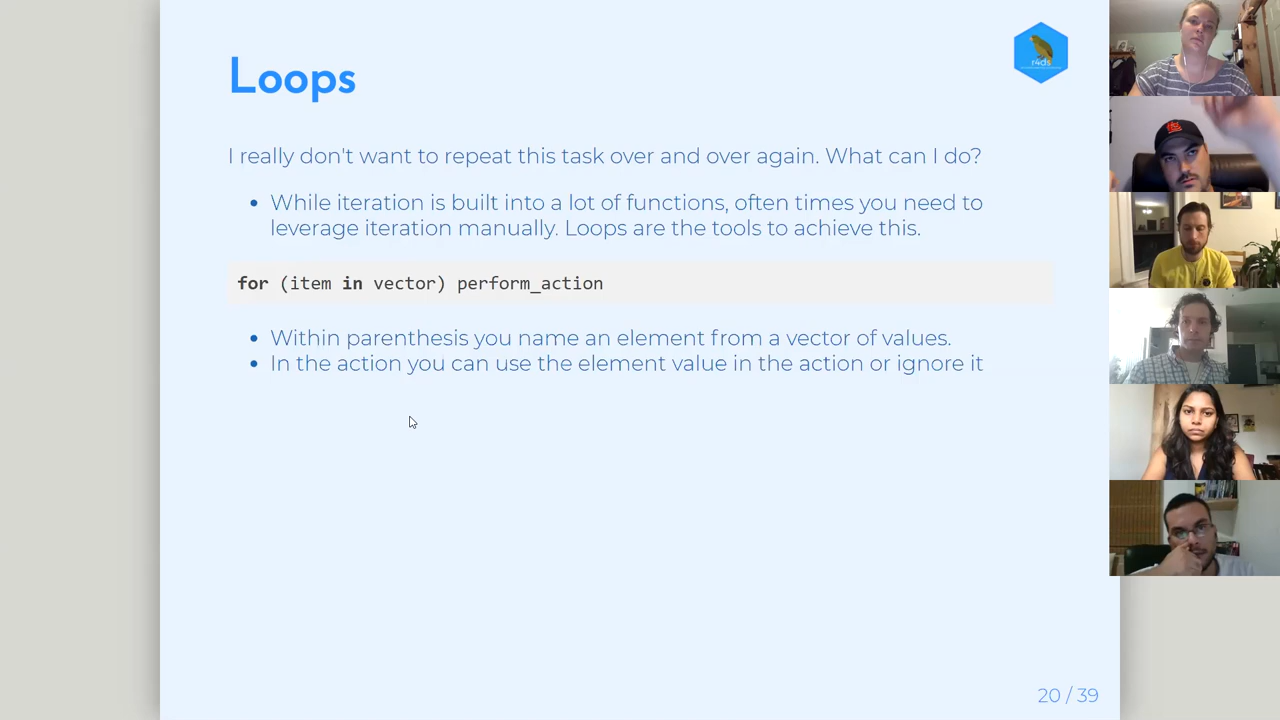 Loops
r4ds
I really don't want to repeat this task over and over again. What can I do?
• While iteration is built into a lot of functions, often times you need to
leverage iteration manually. Loops are the tools to achieve this.
for (item in vector) perform_action
• Within parenthesis you name an element from a vector of values.
• In the action you can use the element value in the action or ignore it
20 / 39